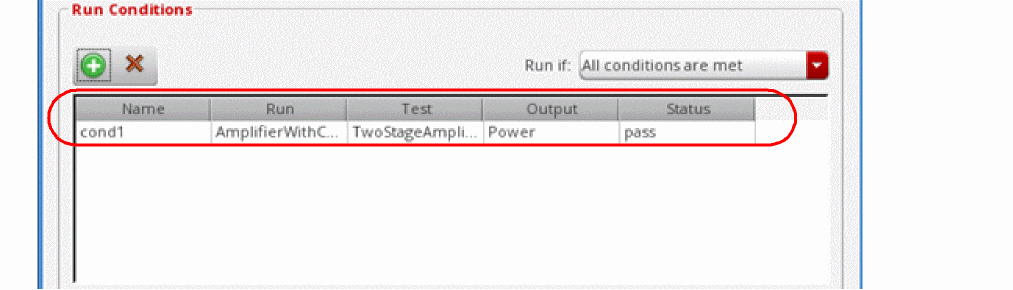 Run Conditions
Run if: All conditions are met
Name Run Test Output Status
cond1 AmplifierWithC... TwoStageAmpli... Power pass